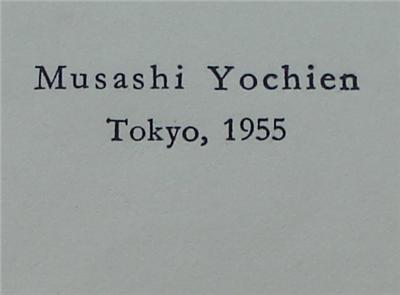 Musashi Yochien
Tokyo, 1955